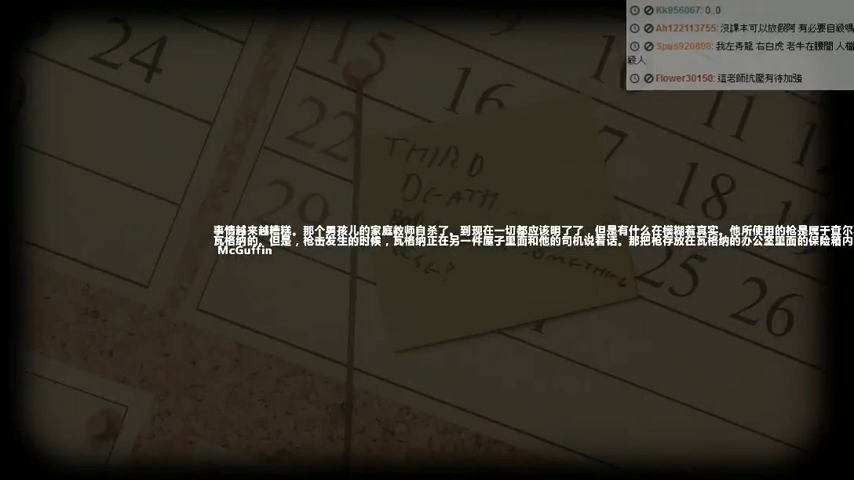 Kk956067: 0..0
Ah122113755: 沒課本可以放假阿 有必要自殺嗎
Spus920608: 我左青龍 右白虎 老牛在腰間 人檔
殺人
Flower30150: 這老師抗壓有待加強
24
15
16
22
29
THIRD
DEATH
SOMETHING
11
18
25
26
事情越来越糟糕。那个男孩儿的家庭教师自杀了。到现在一切都应该明了了，但是有什么在模糊着真实。他所使用的枪是属于查尔
瓦格纳的。但是，枪击发生的时候，瓦格纳正在另一件屋子里面和他的司机说着话。那把枪存放在瓦格纳的办公室里面的保险箱内
McGuffin